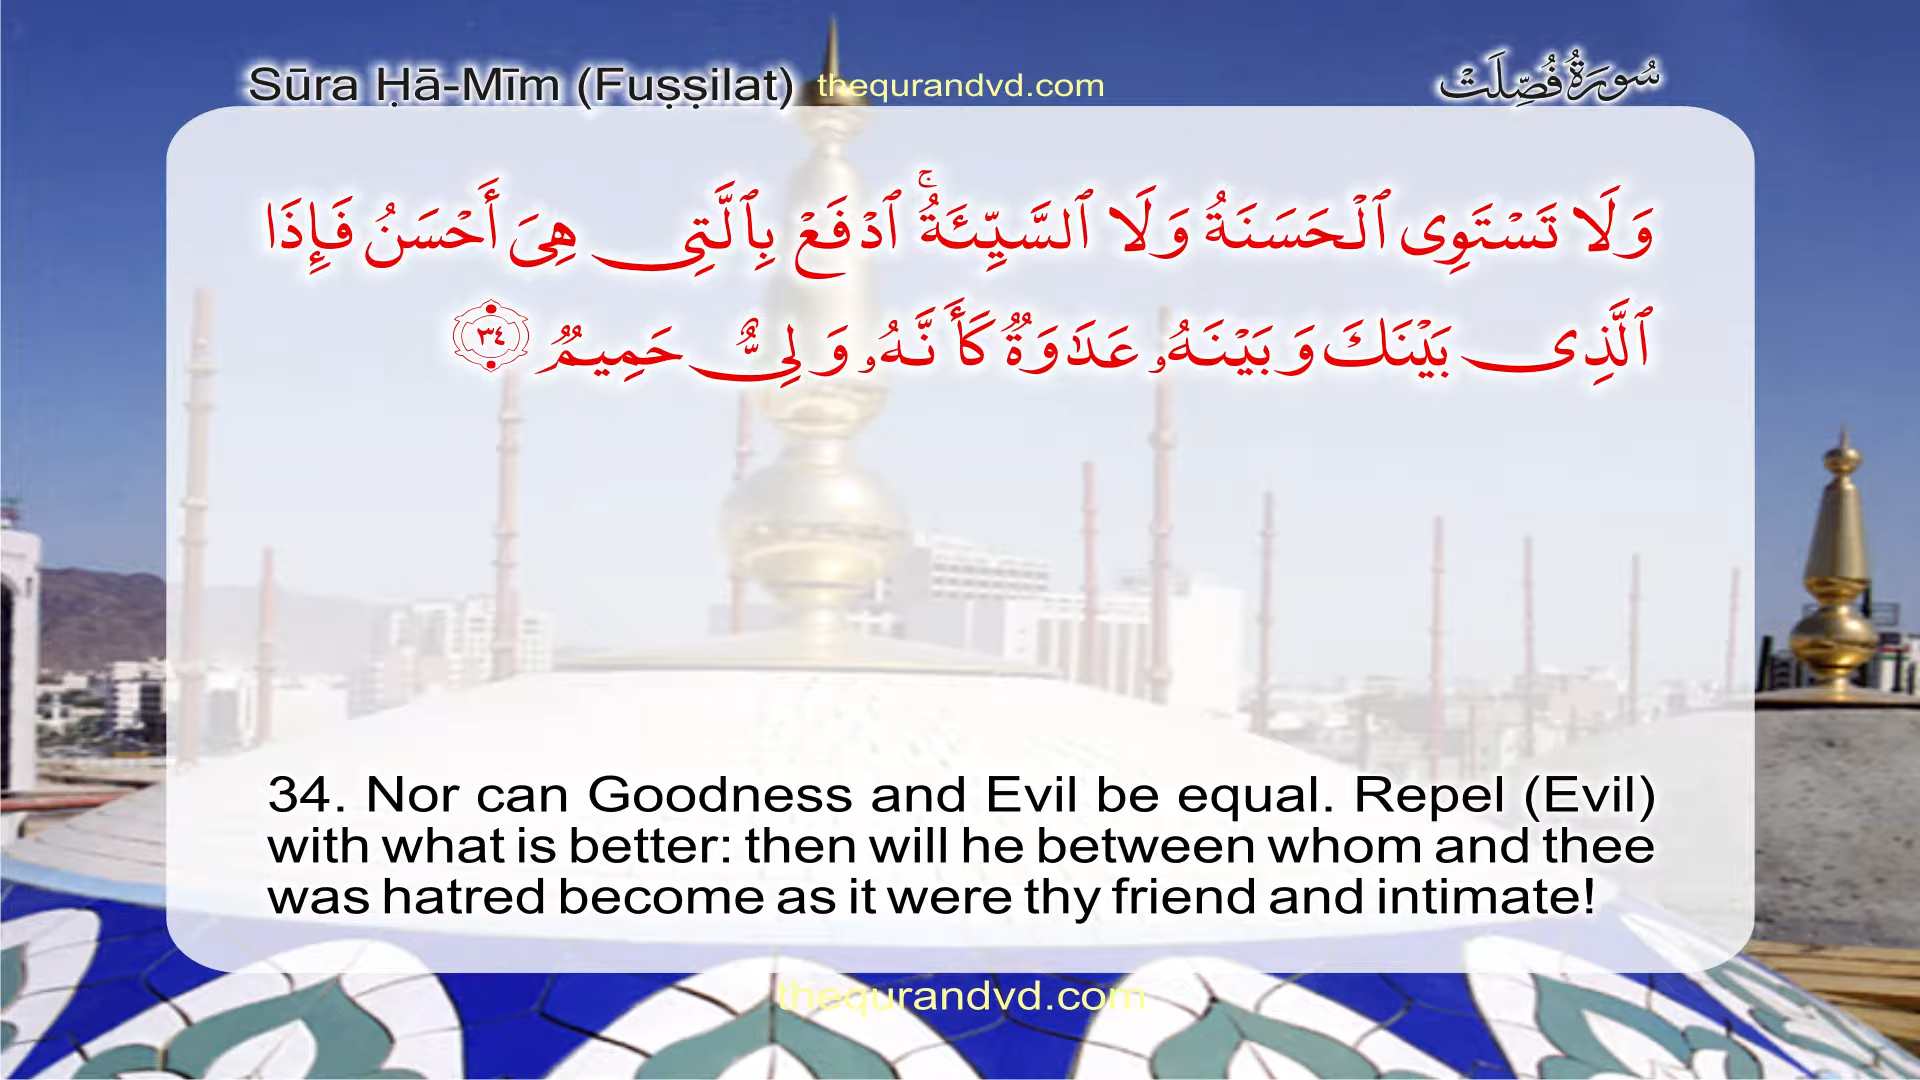 Sūra Ḥā-Mīm (Fuṣṣilat) thequrandvd.com سُورَةُ فُصِّلَتْ
وَلَا تَسْتَوِى ٱلْحَسَنَةُ وَلَا ٱلسَّيِّئَةُ ۚ ٱدْفَعْ بِٱلَّتِى هِىَ أَحْسَنُ فَإِذَا
ٱلَّذِى بَيْنَكَ وَبَيْنَهُۥ عَدَٰوَةٌ كَأَنَّهُۥ وَلِىٌّ حَمِيمٌ ٣٤
34. Nor can Goodness and Evil be equal. Repel (Evil)
with what is better: then will he between whom and thee
was hatred become as it were thy friend and intimate!
thequrandvd.com